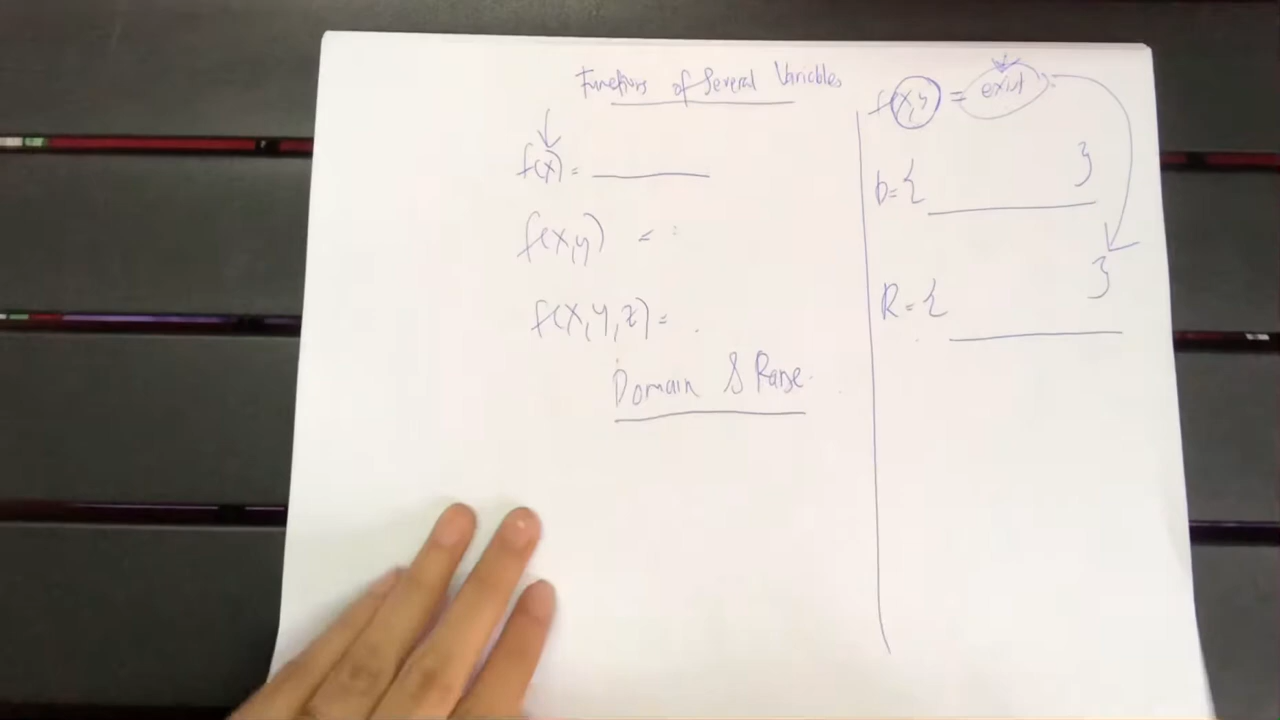 Functions of Several Variables
f(x) =
f(x,y) =
f(x,y,z) =
Domain & Range
f(x,y) = exist
D = { }
R = { }